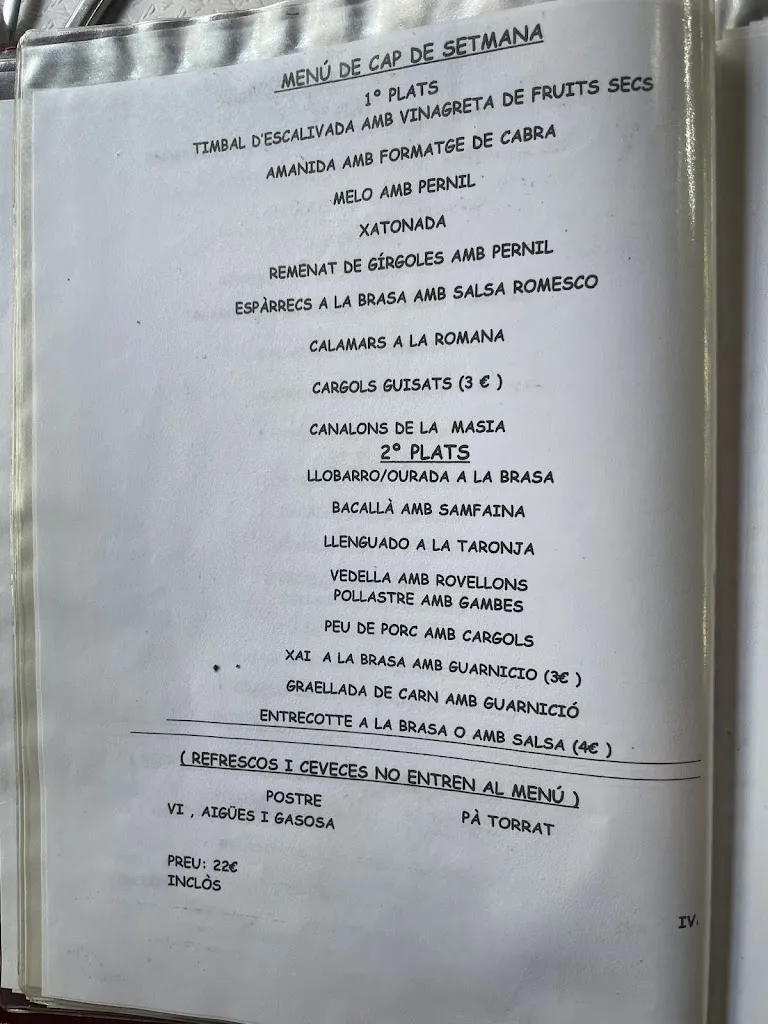 MENÚ DE CAP DE SETMANA
1º PLATS
TIMBAL D'ESCALIVADA AMB VINAGRETA DE FRUITS SECS
AMANIDA AMB FORMATGE DE CABRA
MELO AMB PERNIL
XATONADA
REMENAT DE GÍRGOLES AMB PERNIL
ESPÀRRECS A LA BRASA AMB SALSA ROMESCO
CALAMARS A LA ROMANA
CARGOLS GUISATS (3 € )
CANALONS DE LA MASIA
2º PLATS
LLOBARRO/OURADA A LA BRASA
BACALLÀ AMB SAMFAINA
LLENGUADO A LA TARONJA
VEDELLA AMB ROVELLONS
POLLASTRE AMB GAMBES
PEU DE PORC AMB CARGOLS
XAI A LA BRASA AMB GUARNICIO (3€ )
GRAELLADA DE CARN AMB GUARNICIÓ
ENTRECOTTE A LA BRASA O AMB SALSA (4€ )
( REFRESCOS I CEVECES NO ENTREN AL MENÚ )
POSTRE
VI , AIGÜES I GASOSA PÀ TORRAT
PREU: 22€
INCLÒS IV.